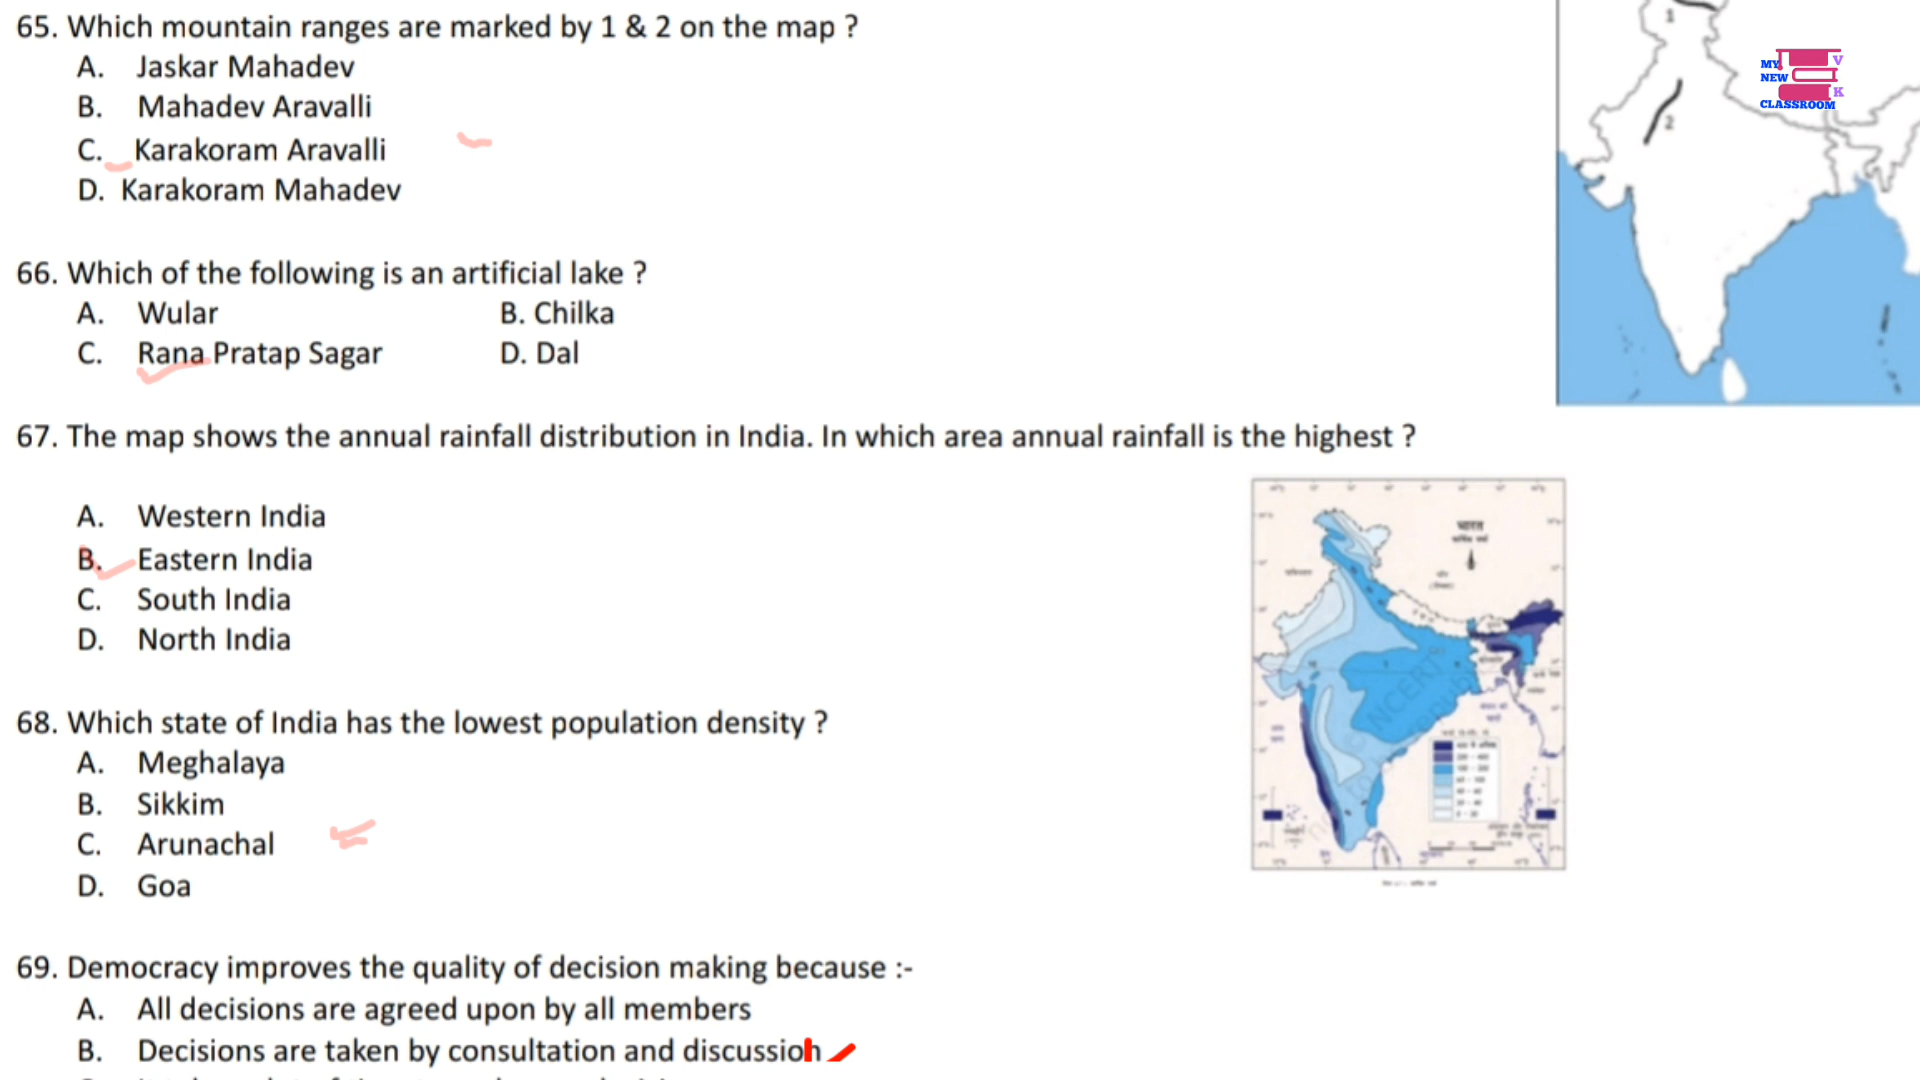 65. Which mountain ranges are marked by 1 & 2 on the map ?
A. Jaskar Mahadev
B. Mahadev Aravalli
C. Karakoram Aravalli
D. Karakoram Mahadev
1
2
MY
NEW
CLASSROOM
V
K
66. Which of the following is an artificial lake ?
A. Wular B. Chilka
C. Rana Pratap Sagar D. Dal
67. The map shows the annual rainfall distribution in India. In which area annual rainfall is the highest ?
A. Western India
B. Eastern India
C. South India
D. North India
भारत
NCERT
68. Which state of India has the lowest population density ?
A. Meghalaya
B. Sikkim
C. Arunachal
D. Goa
69. Democracy improves the quality of decision making because :-
A. All decisions are agreed upon by all members
B. Decisions are taken by consultation and discussion